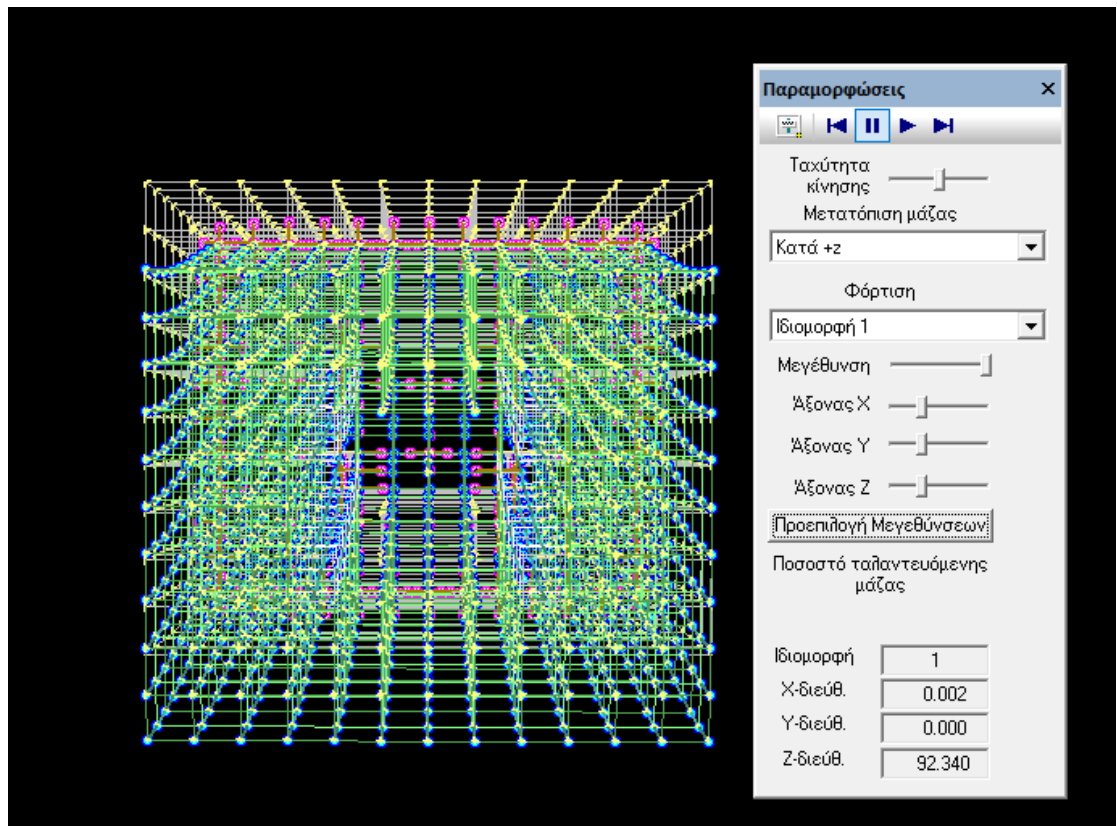 Παραμορφώσεις
Ταχύτητα
κίνησης
Μετατόπιση μάζας
Κατά +z
Φόρτιση
Ιδιομορφή 1
Μεγέθυνση
Άξονας X
Άξονας Y
Άξονας Z
Προεπιλογή Μεγεθύνσεων
Ποσοστό ταλαντευόμενης
μάζας
Ιδιομορφή 1
X-διεύθ. 0.002
Y-διεύθ. 0.000
Z-διεύθ. 92.340